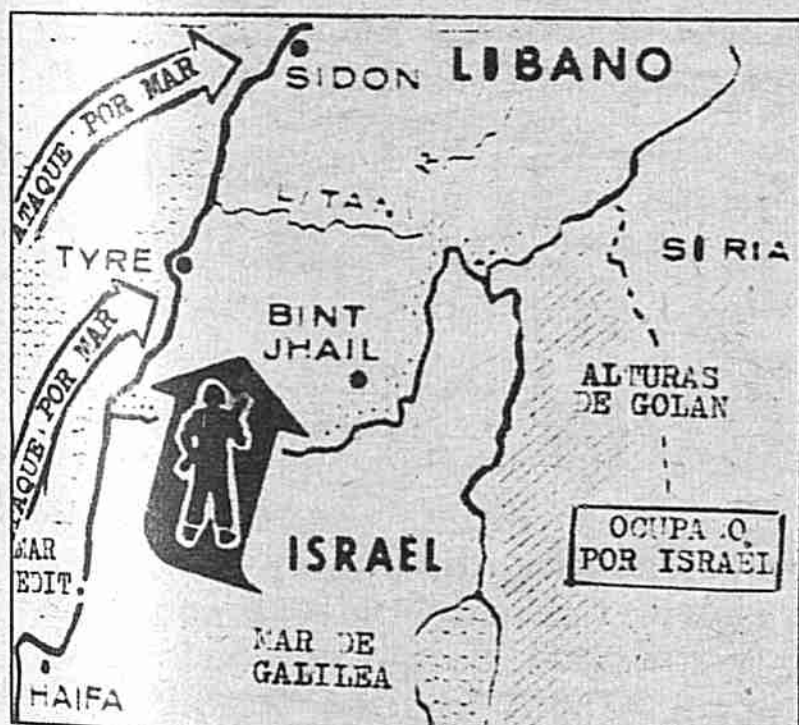 ATAQUE POR MAR
SIDON
LIBANO
LITANI
TYRE
SIRIA
ATAQUE POR MAR
BINT
JHAIL
ALTURAS
DE GOLAN
ISRAEL
OCUPADO
POR ISRAEL
MAR
EDIT.
MAR DE
GALILEA
HAIFA